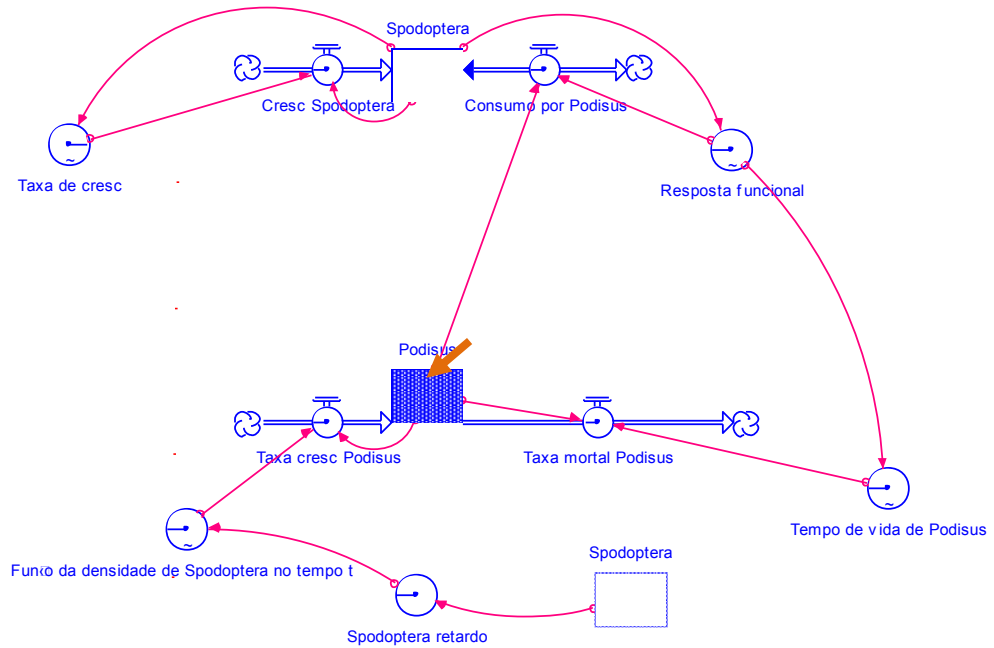 Spodoptera
Cresc Spodoptera
Consumo por Podisus
Taxa de cresc
Resposta funcional
Podisus
Taxa cresc Podisus
Taxa mortal Podisus
Tempo de vida de Podisus
Spodoptera
da densidade de Spodoptera no tempo t
Spodoptera retardo